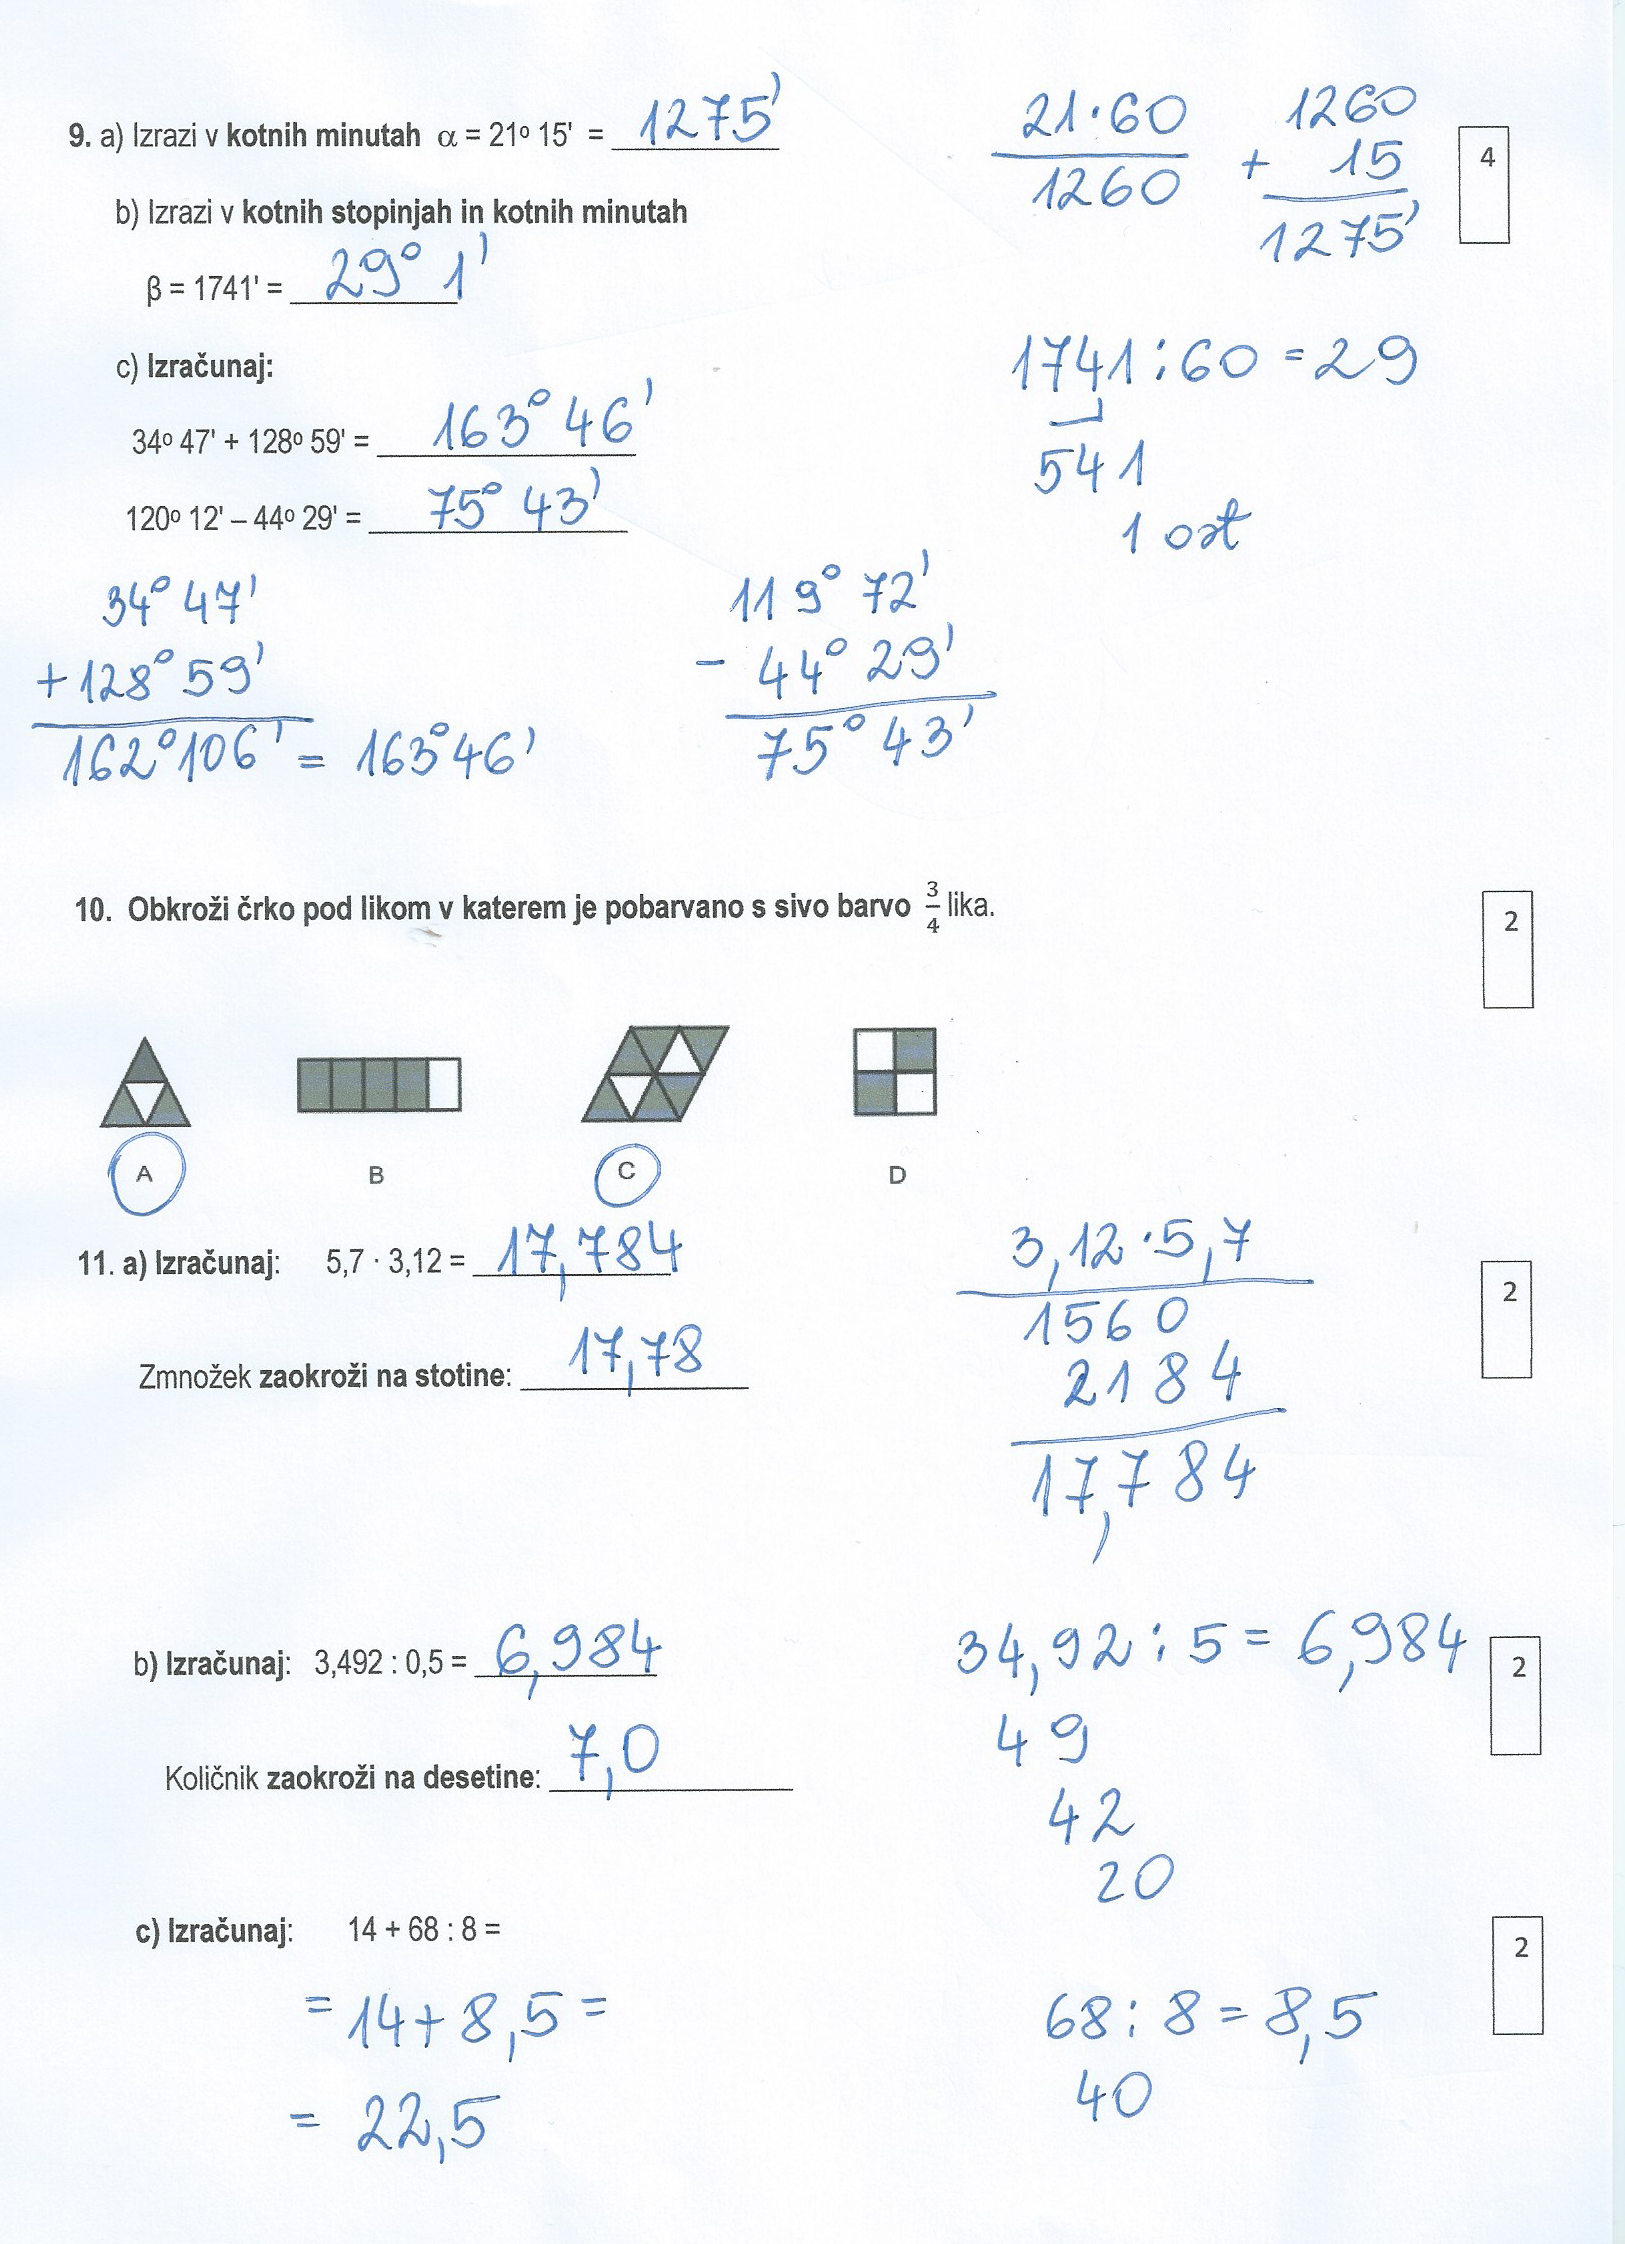 9. a) Izrazi v kotnih minutah α = 21º 15' = 1275'
21·60
1260
1260
+ 15
1275'
4
b) Izrazi v kotnih stopinjah in kotnih minutah
β = 1741' = 29° 1'
1741 : 60 = 29
541
1 ost
c) Izračunaj:
34º 47' + 128º 59' = 163° 46'
120º 12' – 44º 29' = 75° 43'
34° 47'
+128° 59'
162° 106' = 163° 46'
119° 72'
- 44° 29'
75° 43'
10. Obkroži črko pod likom v katerem je pobarvano s sivo barvo 3/4 lika.
2
A B C D
11. a) Izračunaj: 5,7 · 3,12 = 17,784
Zmnožek zaokroži na stotine: 17,78
3,12 · 5,7
1560
2184
17,784
2
b) Izračunaj: 3,492 : 0,5 = 6,984
Količnik zaokroži na desetine: 7,0
34,92 : 5 = 6,984
49
42
20
2
c) Izračunaj: 14 + 68 : 8 =
= 14 + 8,5 =
= 22,5
68 : 8 = 8,5
40
2